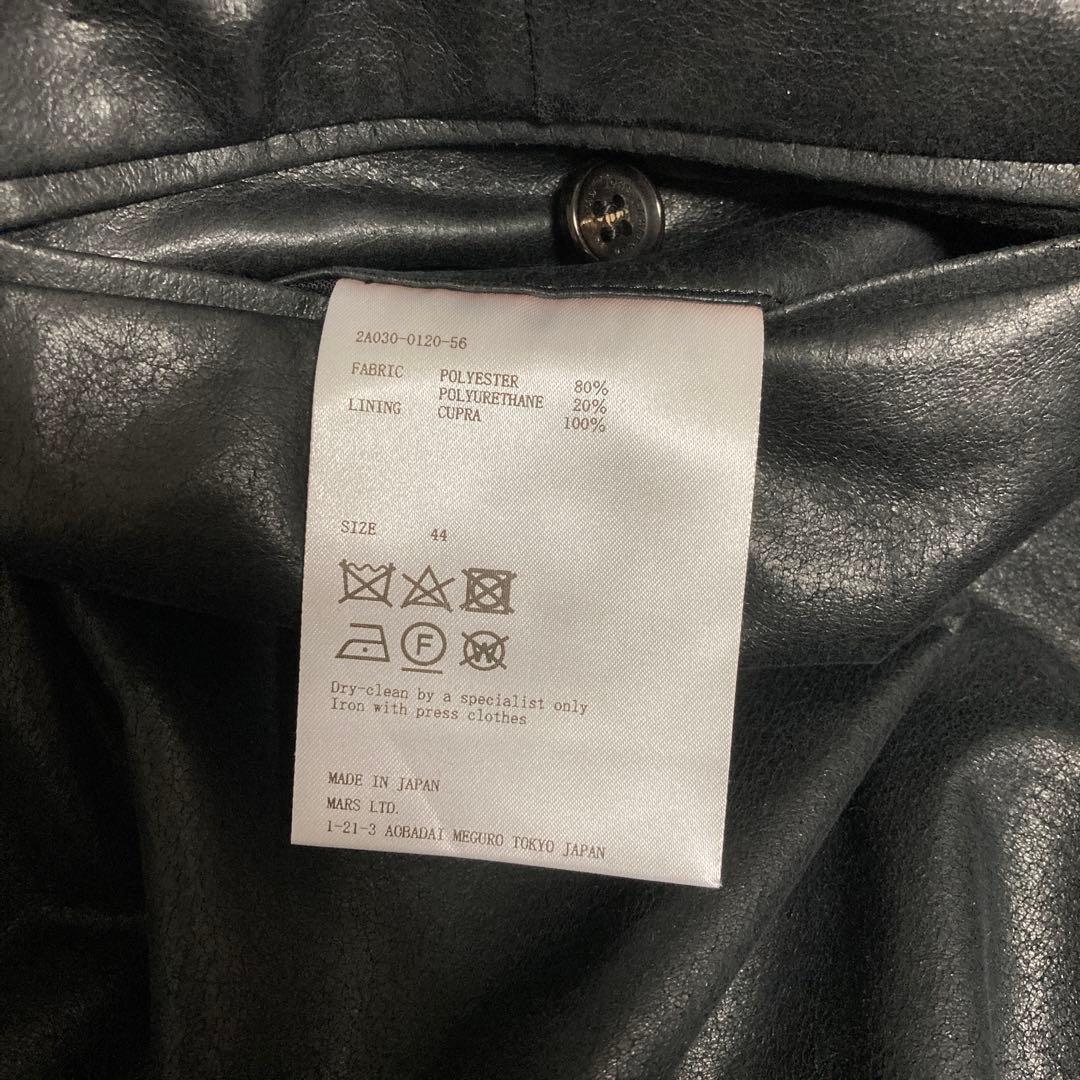 2A030-0120-56
FABRIC POLYESTER 80%
POLYURETHANE 20%
LINING CUPRA 100%
SIZE 44
F W
Dry-clean by a specialist only
Iron with press clothes
MADE IN JAPAN
MARS LTD.
1-21-3 AOBADAI MEGURO TOKYO JAPAN